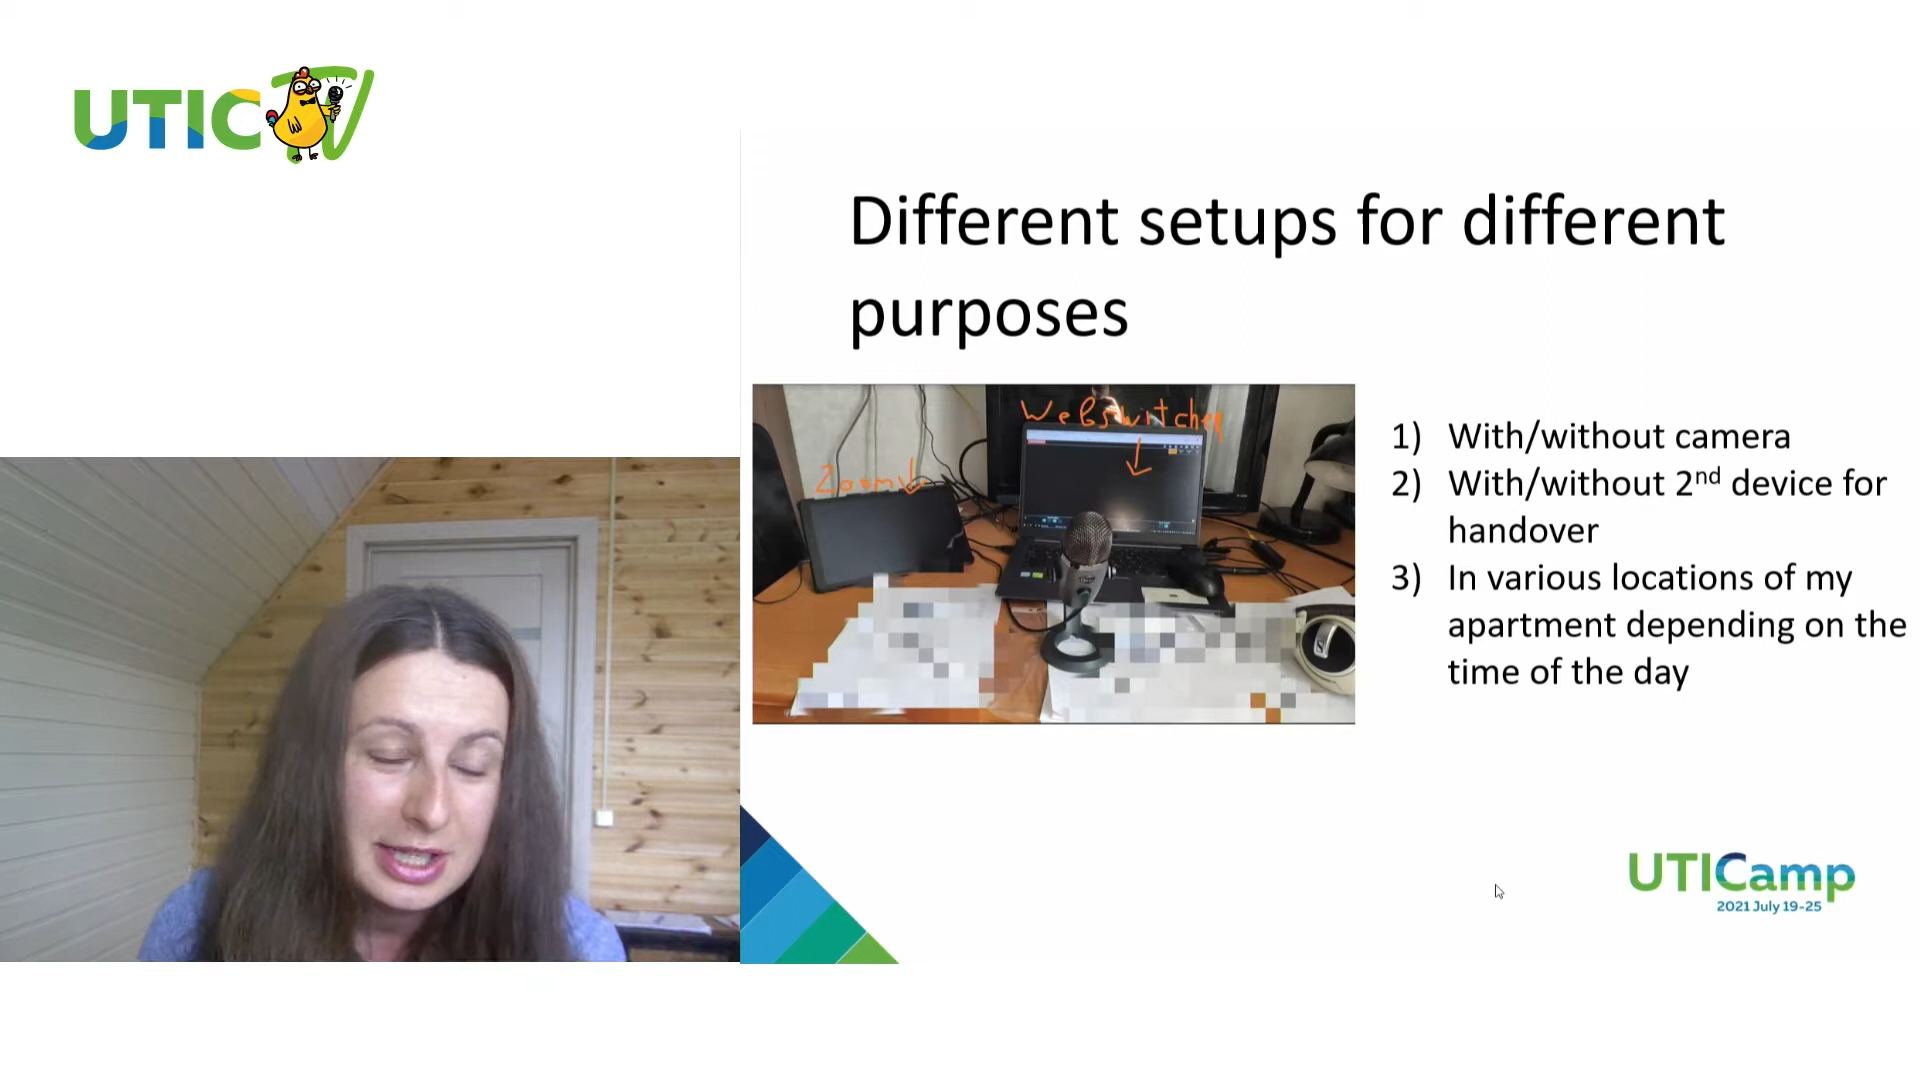 UTIC TV
Different setups for different
purposes
Webswitcher
Zoom
1) With/without camera
2) With/without 2nd device for
handover
3) In various locations of my
apartment depending on the
time of the day
UTICamp
2021 July 19-25